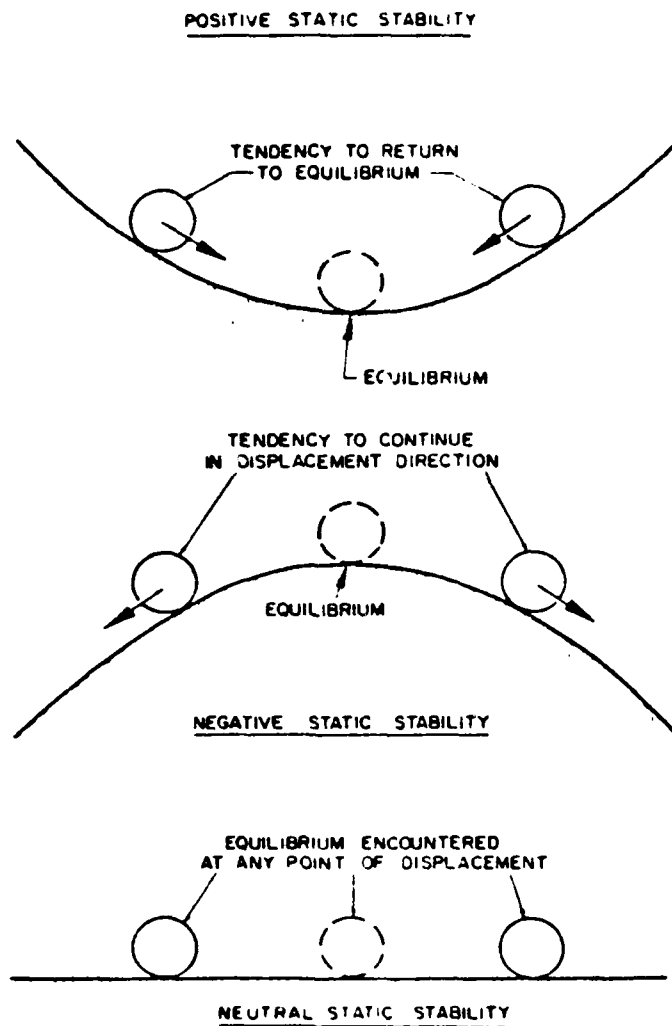 POSITIVE STATIC STABILITY
TENDENCY TO RETURN
TO EQUILIBRIUM
EQUILIBRIUM
TENDENCY TO CONTINUE
IN DISPLACEMENT DIRECTION
EQUILIBRIUM
NEGATIVE STATIC STABILITY
EQUILIBRIUM ENCOUNTERED
AT ANY POINT OF DISPLACEMENT
NEUTRAL STATIC STABILITY